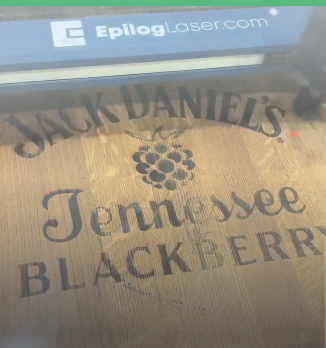 EpilogLaser.com
JACK DANIEL'S®
Tennessee
BLACKBERRY